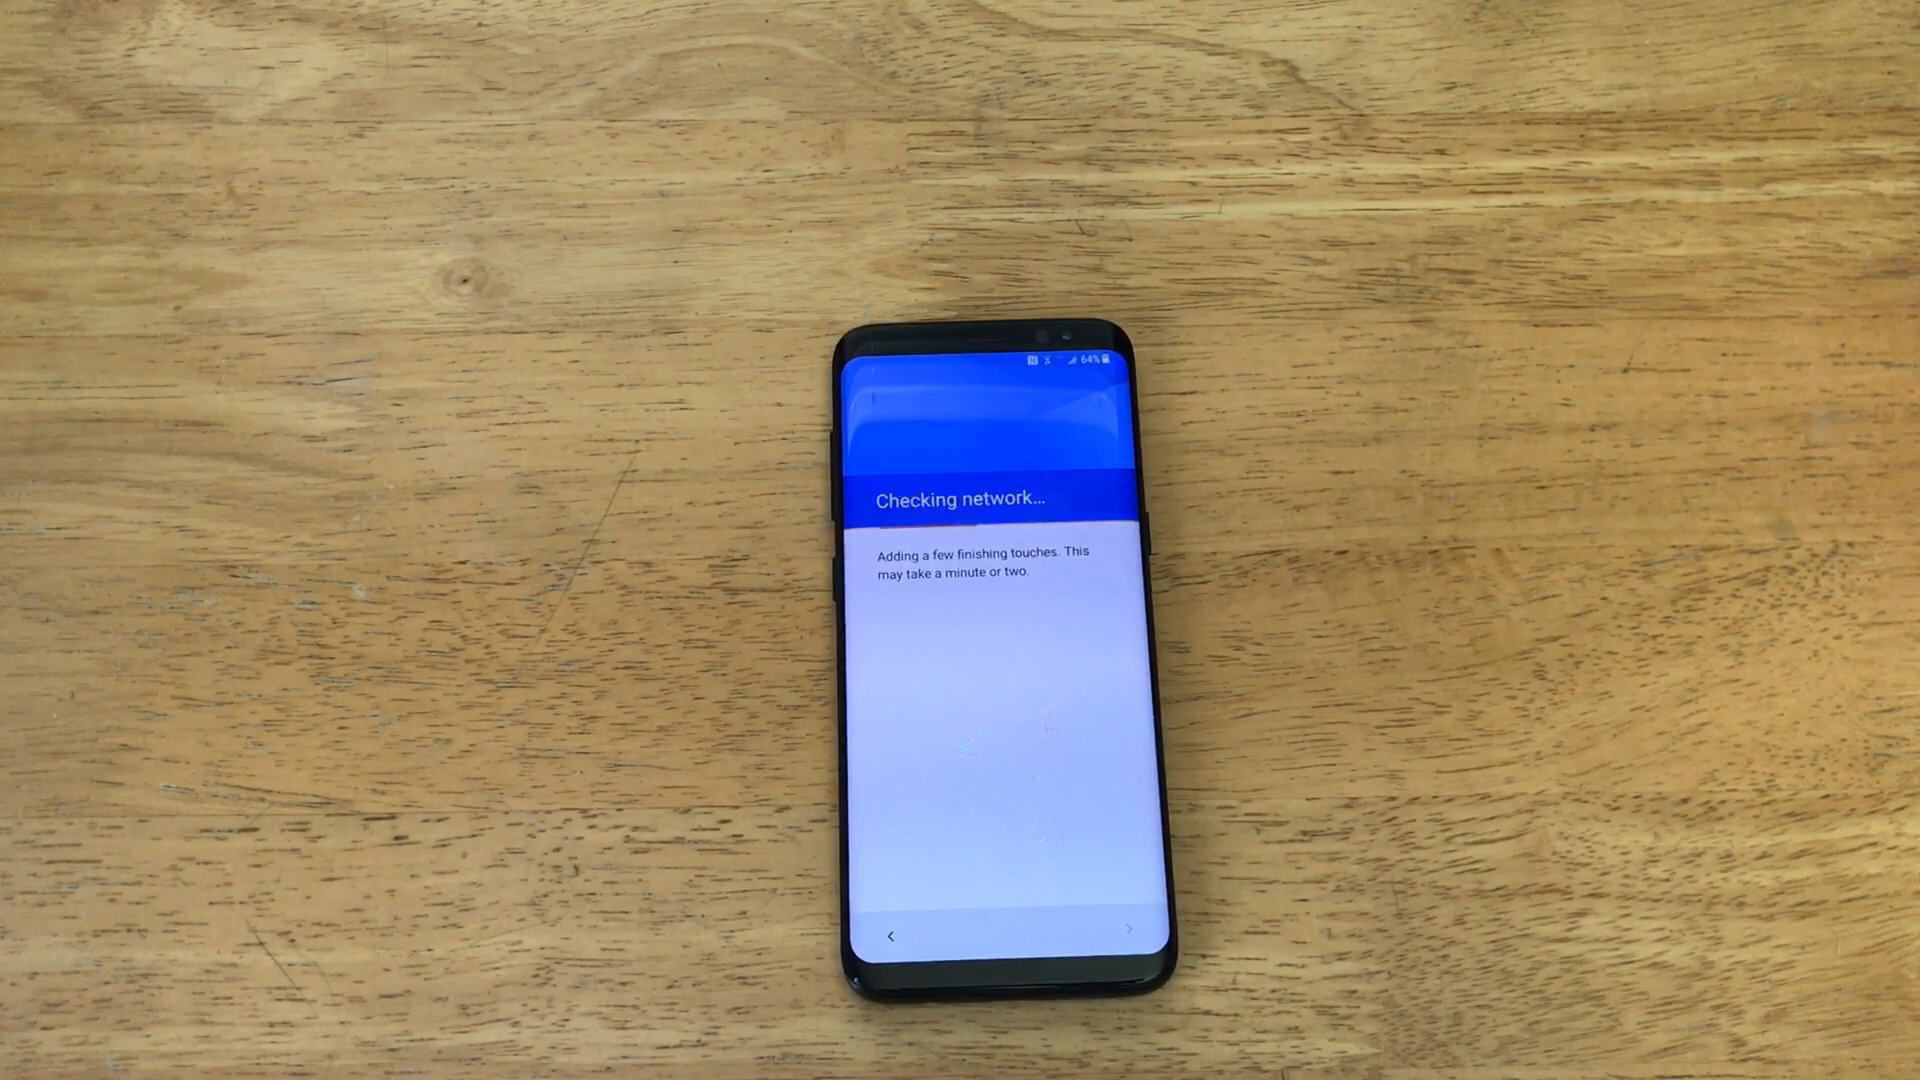 64%
Checking network...
Adding a few finishing touches. This
may take a minute or two.